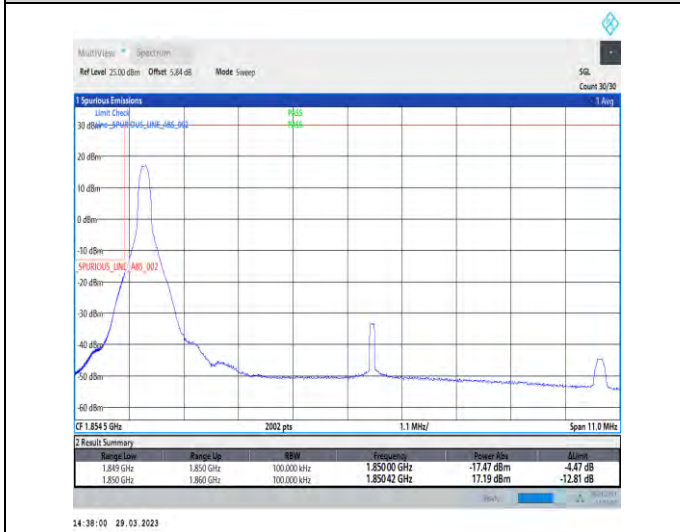 MultiView Spectrum
Ref Level 25.00 dBm Offset 5.84 dB Mode Sweep SGL
Count 30/30
1 Spurious Emissions 1 Avg
Limit Check PASS
30 dBm Line _SPURIOUS_LINE_ABS_002 PASS
20 dBm
10 dBm
0 dBm
-10 dBm
_SPURIOUS_LINE_ABS_002
-20 dBm
-30 dBm
-40 dBm
-50 dBm
-60 dBm
CF 1.8545 GHz 2002 pts 1.1 MHz/ Span 11.0 MHz
2 Result Summary
Range Low Range Up RBW Frequency Power Abs ΔLimit
1.849 GHz 1.850 GHz 100.000 kHz 1.85000 GHz -17.47 dBm -4.47 dB
1.850 GHz 1.860 GHz 100.000 kHz 1.85042 GHz 17.19 dBm -12.81 dB
Ready
14:38:00 29.03.2023